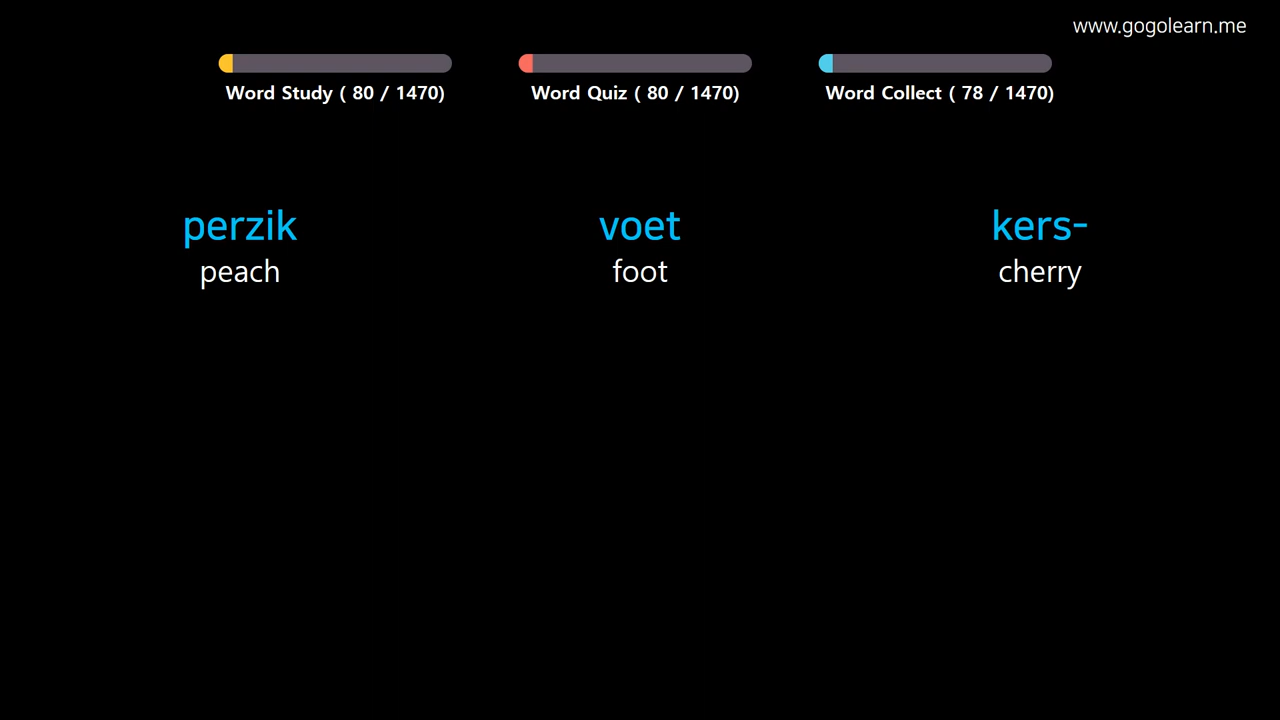 www.gogolearn.me
Word Study ( 80 / 1470)
Word Quiz ( 80 / 1470)
Word Collect ( 78 / 1470)
perzik
voet
kers-
peach
foot
cherry